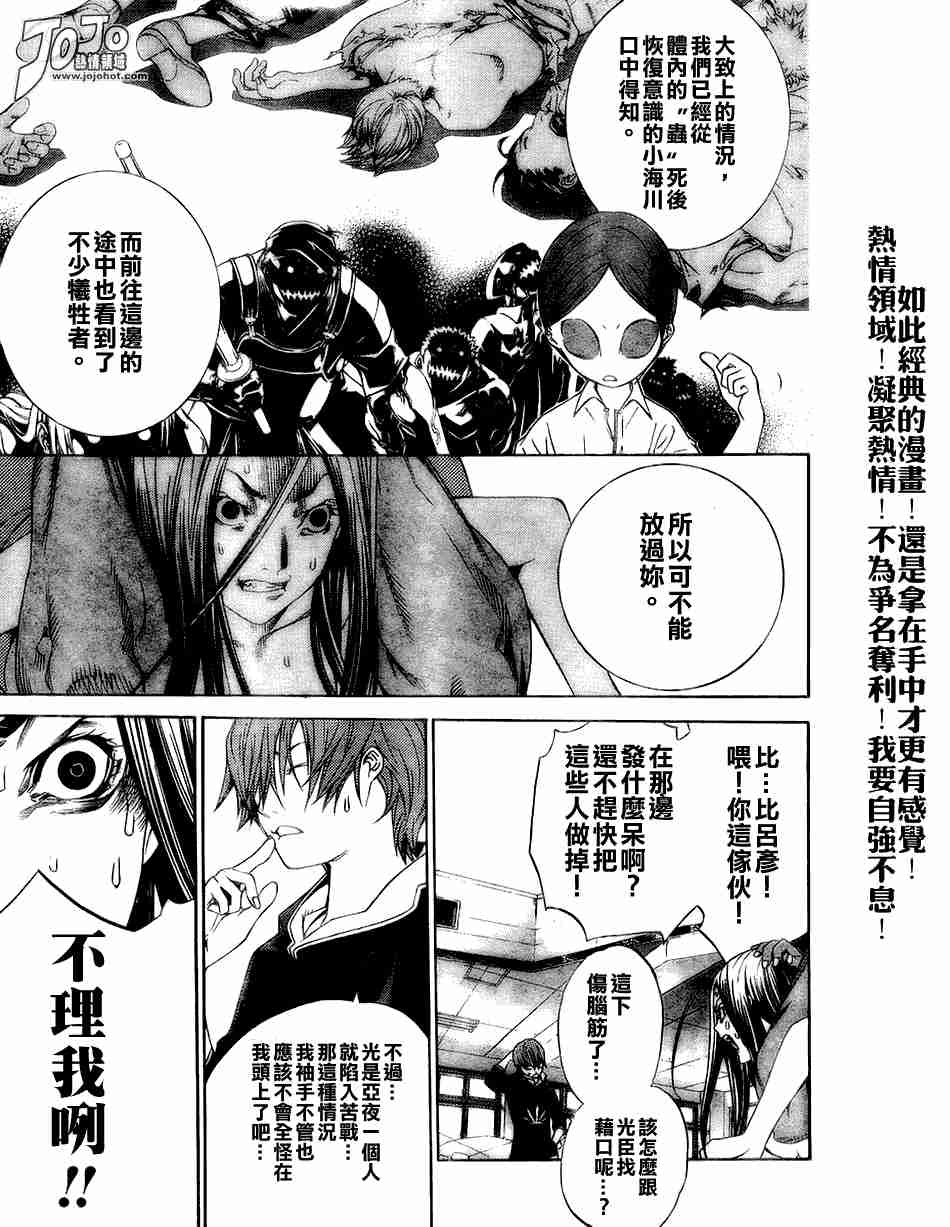 JOJO
熱情領域
www.jojohot.com
大致上的情況，
我們已經從
體內的〝蟲〞死後
恢復意識的小海川
口中得知。
而前往這邊的
途中也看到了
不少犧牲者。
所以可不能
放過妳。
比…比呂彥！
喂！你這傢伙！
在那邊
發什麼呆啊？
還不趕快把
這些人做掉！
這下
傷腦筋了…
該怎麼跟
光臣找
藉口呢…？
不過…
光是亞夜一個人
就陷入苦戰…
那這種情況
我袖手不管也
應該不會全怪在
我頭上了吧…
不理我咧!!
如此經典的漫畫！還是拿在手中才更有感覺！
熱情領域！凝聚熱情！不為爭名奪利！我要自強不息！